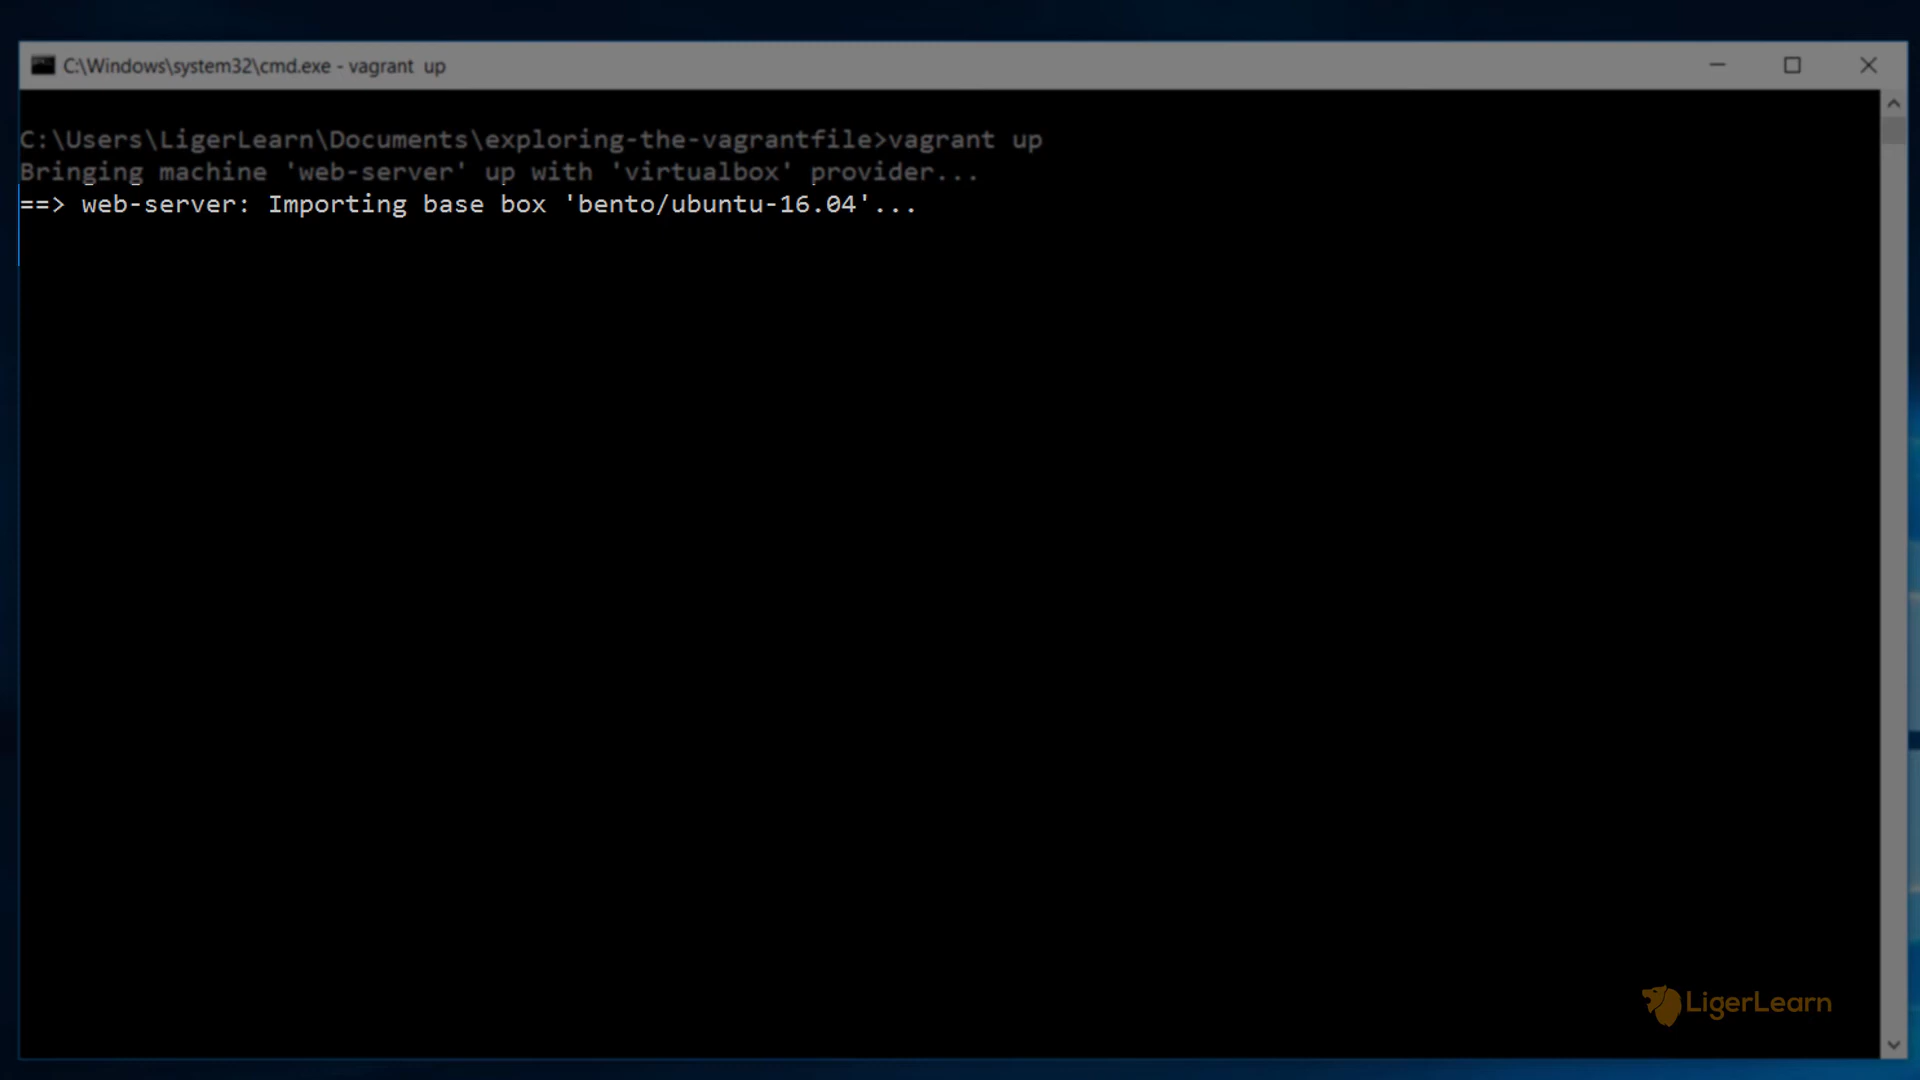 C:\Windows\system32\cmd.exe - vagrant  up
C:\Users\LigerLearn\Documents\exploring-the-vagrantfile>vagrant up
Bringing machine 'web-server' up with 'virtualbox' provider...
==> web-server: Importing base box 'bento/ubuntu-16.04'...
LigerLearn